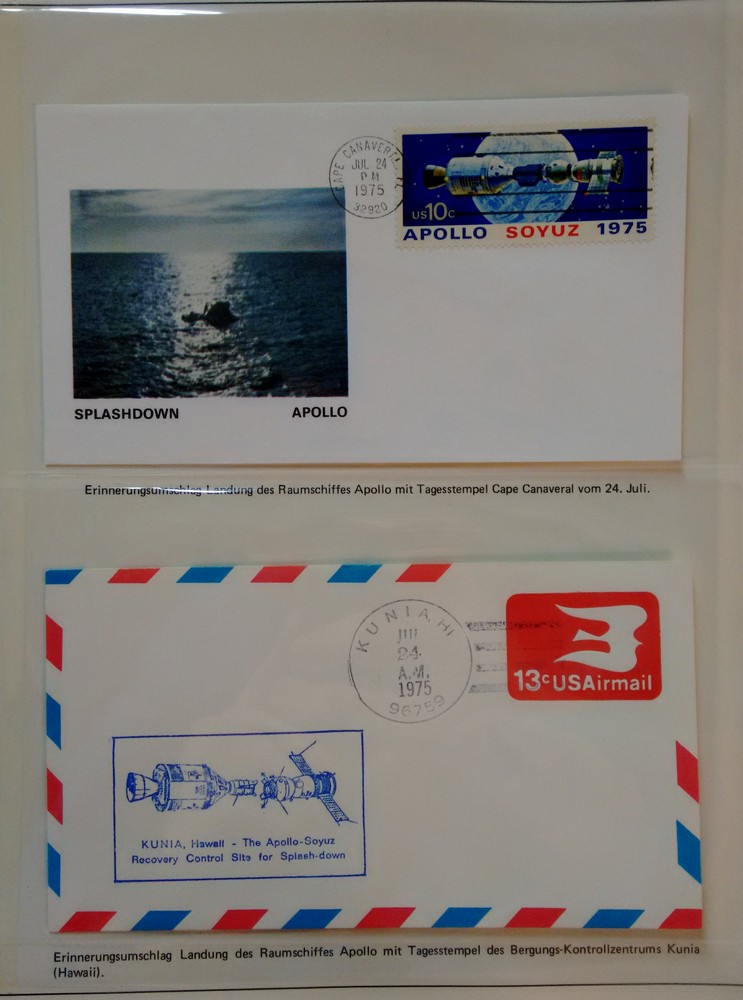 CAPE CANAVERAL, FL
JUL 24
PM
1975
32920
US10c
APOLLO SOYUZ 1975
SPLASHDOWN APOLLO
Erinnerungsumschlag Landung des Raumschiffes Apollo mit Tagesstempel Cape Canaveral vom 24. Juli.
KUNIA, HI
JUL
24
A.M.
1975
96759
13c USAirmail
KUNIA, Hawaii - The Apollo-Soyuz
Recovery Control Site for Splash-down
Erinnerungsumschlag Landung des Raumschiffes Apollo mit Tagesstempel des Bergungs-Kontrollzentrums Kunia
(Hawaii).